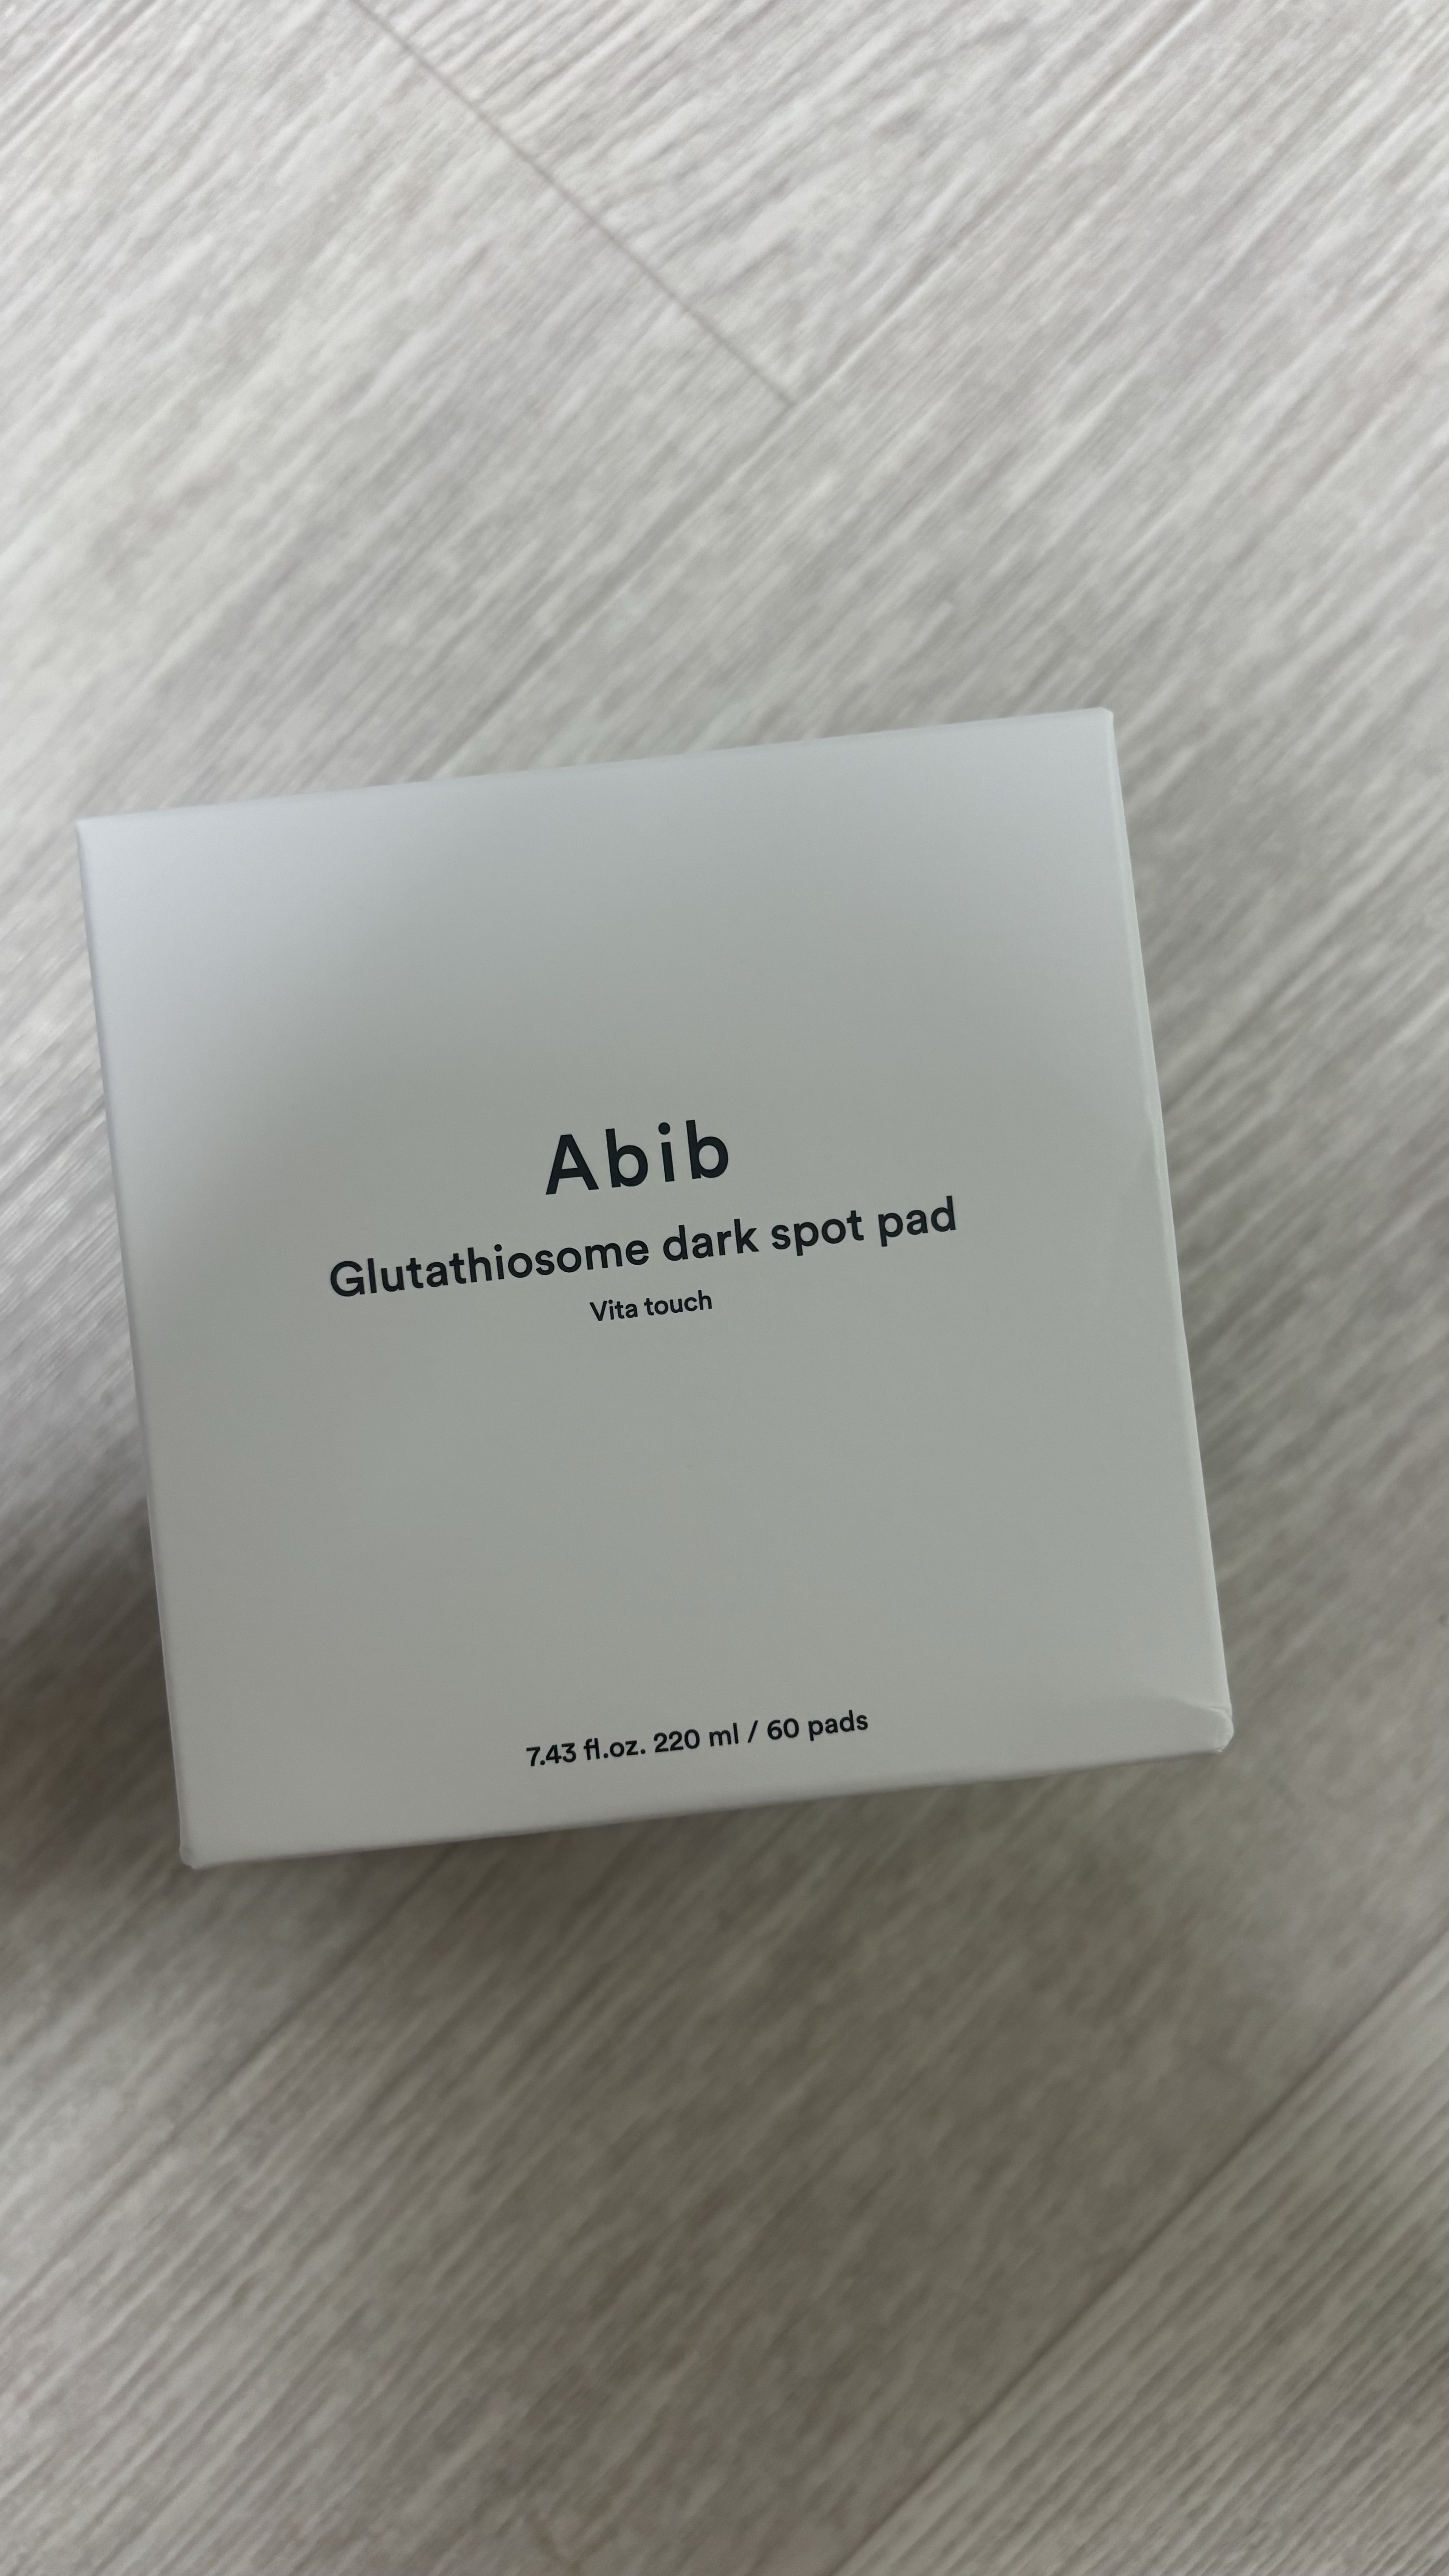 Abib
Glutathiosome dark spot pad
Vita touch
7.43 fl.oz. 220 ml / 60 pads